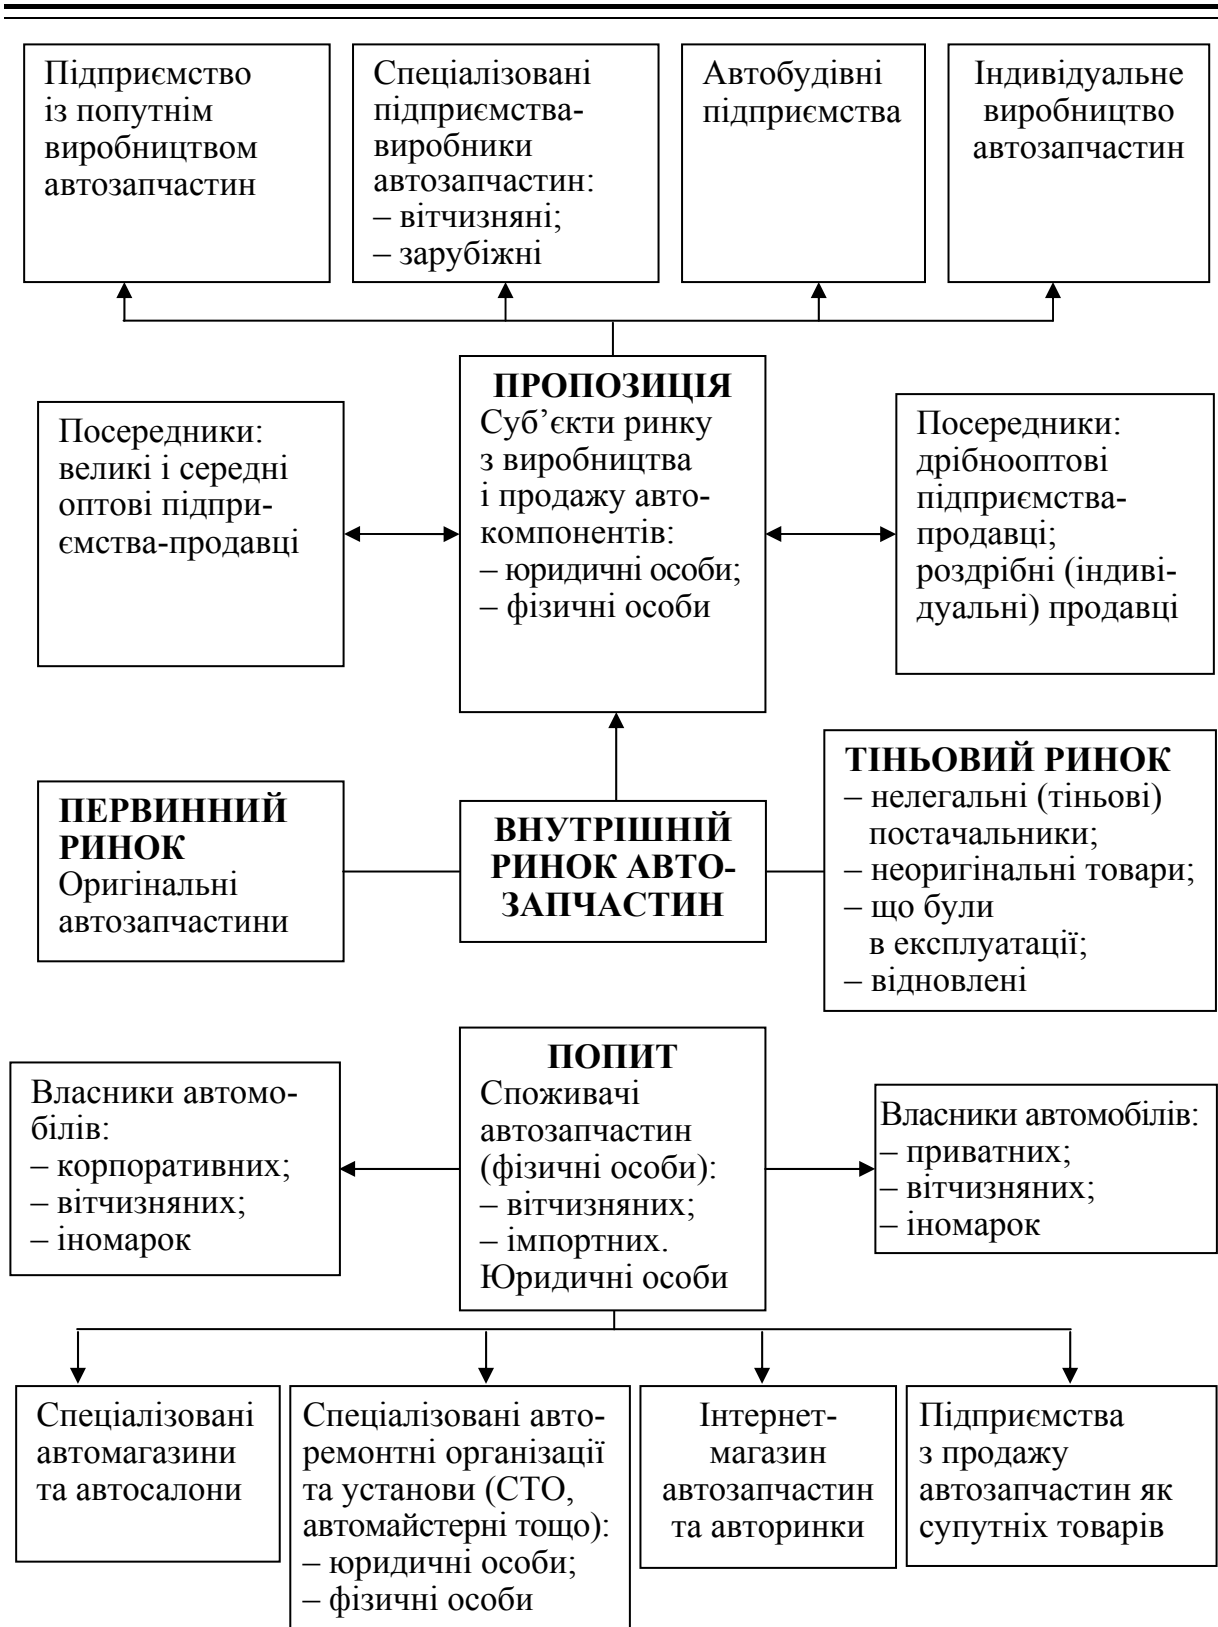 Підприємство
із попутнім
виробництвом
автозапчастин
Спеціалізовані
підприємства-
виробники
автозапчастин:
– вітчизняні;
– зарубіжні
Автобудівні
підприємства
Індивідуальне
виробництво
автозапчастин
Посередники:
великі і середні
оптові підпри-
ємства-продавці
ПРОПОЗИЦІЯ
Суб’єкти ринку
з виробництва
і продажу авто-
компонентів:
– юридичні особи;
– фізичні особи
Посередники:
дрібнооптові
підприємства-
продавці;
роздрібні (індиві-
дуальні) продавці
ПЕРВИННИЙ
РИНОК
Оригінальні
автозапчастини
ВНУТРІШНІЙ
РИНОК АВТО-
ЗАПЧАСТИН
ТІНЬОВИЙ РИНОК
– нелегальні (тіньові)
постачальники;
– неоригінальні товари;
– що були
в експлуатації;
– відновлені
Власники автомо-
білів:
– корпоративних;
– вітчизняних;
– іномарок
ПОПИТ
Споживачі
автозапчастин
(фізичні особи):
– вітчизняних;
– імпортних.
Юридичні особи
Власники автомобілів:
– приватних;
– вітчизняних;
– іномарок
Спеціалізовані
автомагазини
та автосалони
Спеціалізовані авто-
ремонтні організації
та установи (СТО,
автомайстерні тощо):
– юридичні особи;
– фізичні особи
Інтернет-
магазин
автозапчастин
та авторинки
Підприємства
з продажу
автозапчастин як
супутніх товарів